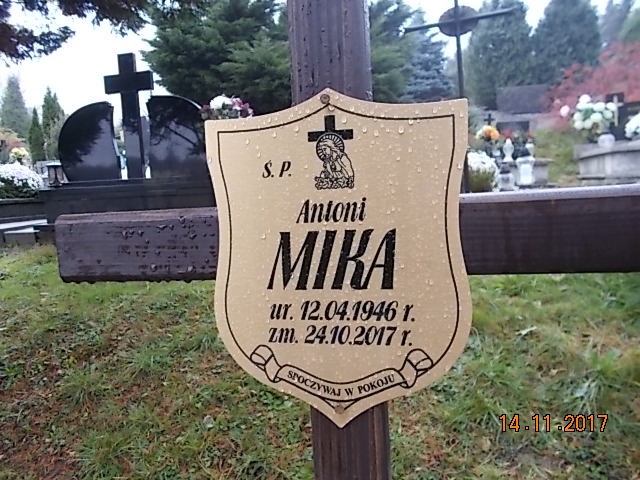 Ś. P.
Antoni
MIKA
ur. 12.04.1946 r.
zm. 24.10.2017 r.
SPOCZYWAJ W POKOJU
14.11.2017